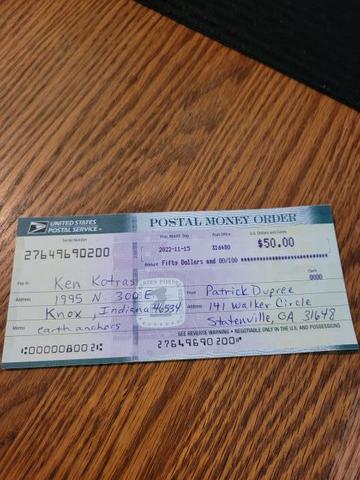 UNITED STATES POSTAL SERVICE
POSTAL MONEY ORDER
Serial Number
Year, Month, Day
Post Office
U.S. Dollars and Cents
27649690200
2022-11-15
316480
$50.00
Amount
Fifty Dollars and 00/100
Clerk
0000
Pay to
Ken Kotras
Address
1995 N. 300 E
Knox, Indiana 46534
Memo
earth anchors
From
Patrick Dupree
Address
141 Walker Circle
Statenville, GA 31648
SEE REVERSE WARNING • NEGOTIABLE ONLY IN THE U.S. AND POSSESSIONS
27649690200